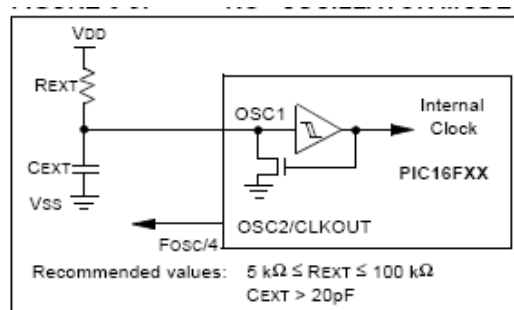 VDD
REXT
OSC1
Internal
Clock
CEXT
PIC16FXX
VSS
OSC2/CLKOUT
FOSC/4
Recommended values: 5 kΩ ≤ REXT ≤ 100 kΩ
CEXT > 20pF